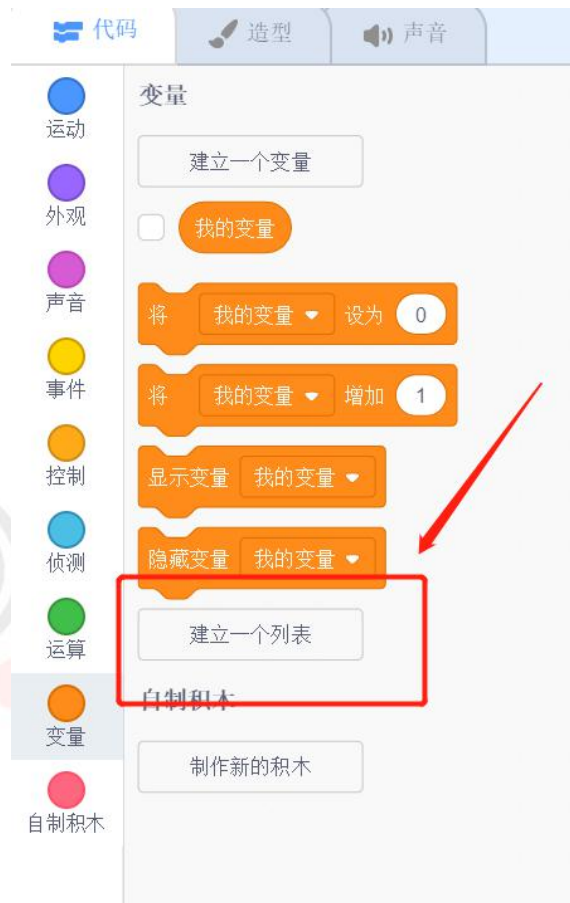 代码 造型 声音
变量
运动
建立一个变量
外观
我的变量
声音
将 我的变量 设为 0
事件
将 我的变量 增加 1
控制
显示变量 我的变量
侦测
隐藏变量 我的变量
运算
建立一个列表
自制积木
变量
制作新的积木
自制积木